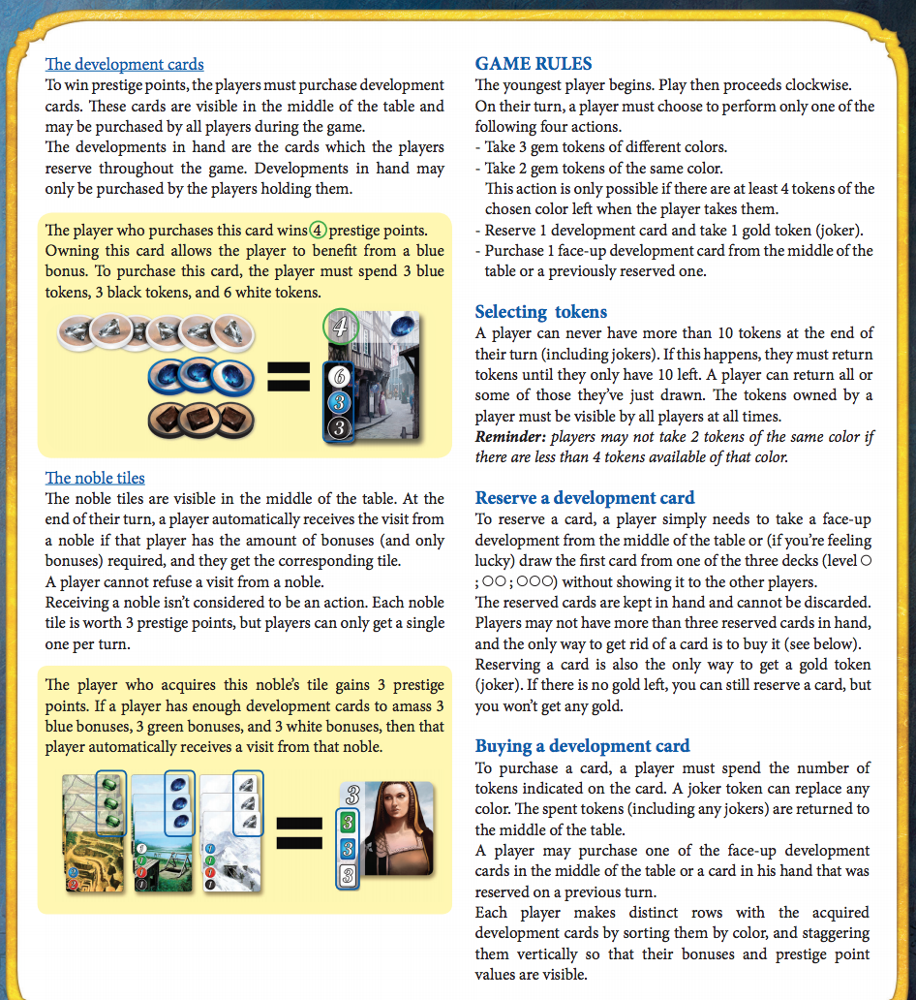 The development cards
To win prestige points, the players must purchase development
cards. These cards are visible in the middle of the table and
may be purchased by all players during the game.
The developments in hand are the cards which the players
reserve throughout the game. Developments in hand may
only be purchased by the players holding them.
The player who purchases this card wins 4 prestige points.
Owning this card allows the player to benefit from a blue
bonus. To purchase this card, the player must spend 3 blue
tokens, 3 black tokens, and 6 white tokens.
=
4
6
3
3
The noble tiles
The noble tiles are visible in the middle of the table. At the
end of their turn, a player automatically receives the visit from
a noble if that player has the amount of bonuses (and only
bonuses) required, and they get the corresponding tile.
A player cannot refuse a visit from a noble.
Receiving a noble isn't considered to be an action. Each noble
tile is worth 3 prestige points, but players can only get a single
one per turn.
The player who acquires this noble's tile gains 3 prestige
points. If a player has enough development cards to amass 3
blue bonuses, 3 green bonuses, and 3 white bonuses, then that
player automatically receives a visit from that noble.
=
3
3
3
3
GAME RULES
The youngest player begins. Play then proceeds clockwise.
On their turn, a player must choose to perform only one of the
following four actions.
- Take 3 gem tokens of different colors.
- Take 2 gem tokens of the same color.
This action is only possible if there are at least 4 tokens of the
chosen color left when the player takes them.
- Reserve 1 development card and take 1 gold token (joker).
- Purchase 1 face-up development card from the middle of the
table or a previously reserved one.
Selecting tokens
A player can never have more than 10 tokens at the end of
their turn (including jokers). If this happens, they must return
tokens until they only have 10 left. A player can return all or
some of those they've just drawn. The tokens owned by a
player must be visible by all players at all times.
Reminder: players may not take 2 tokens of the same color if
there are less than 4 tokens available of that color.
Reserve a development card
To reserve a card, a player simply needs to take a face-up
development from the middle of the table or (if you're feeling
lucky) draw the first card from one of the three decks (level ○
; ○○ ; ○○○) without showing it to the other players.
The reserved cards are kept in hand and cannot be discarded.
Players may not have more than three reserved cards in hand,
and the only way to get rid of a card is to buy it (see below).
Reserving a card is also the only way to get a gold token
(joker). If there is no gold left, you can still reserve a card, but
you won't get any gold.
Buying a development card
To purchase a card, a player must spend the number of
tokens indicated on the card. A joker token can replace any
color. The spent tokens (including any jokers) are returned to
the middle of the table.
A player may purchase one of the face-up development
cards in the middle of the table or a card in his hand that was
reserved on a previous turn.
Each player makes distinct rows with the acquired
development cards by sorting them by color, and staggering
them vertically so that their bonuses and prestige point
values are visible.